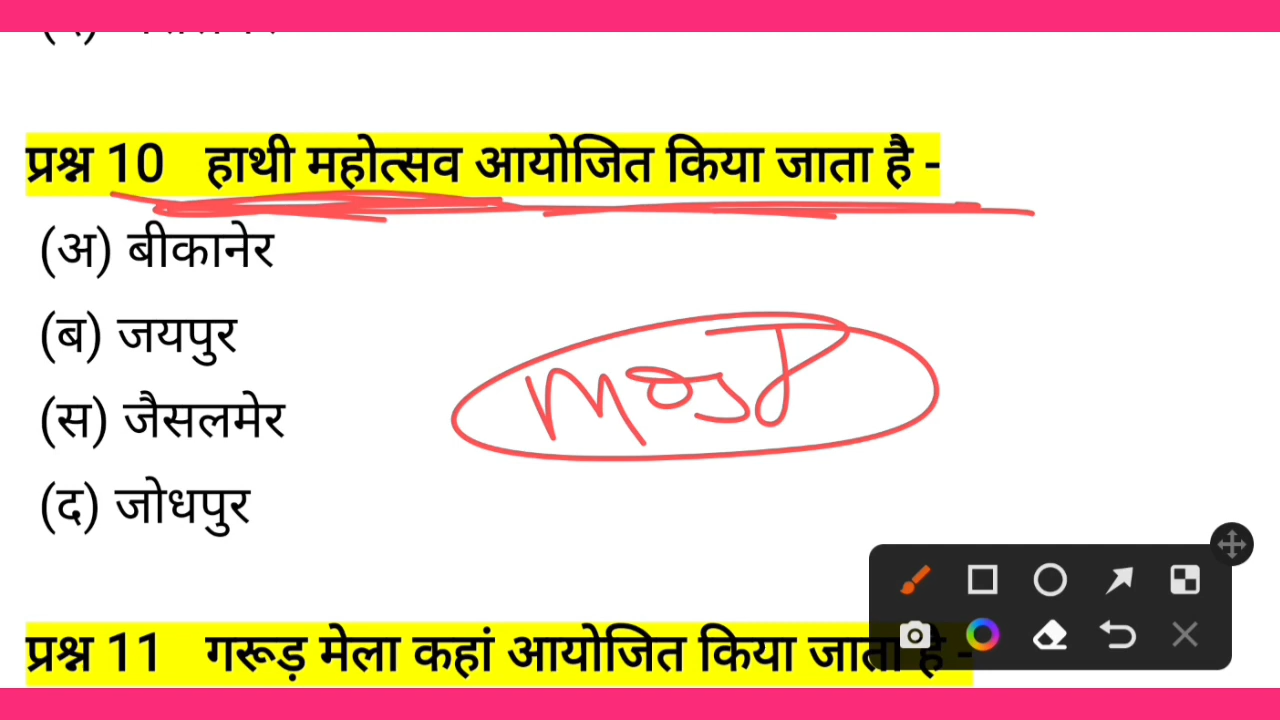 प्रश्न 10 हाथी महोत्सव आयोजित किया जाता है -
(अ) बीकानेर
(ब) जयपुर
(स) जैसलमेर
(द) जोधपुर
most
प्रश्न 11 गरूड़ मेला कहां आयोजित किया जाता है -